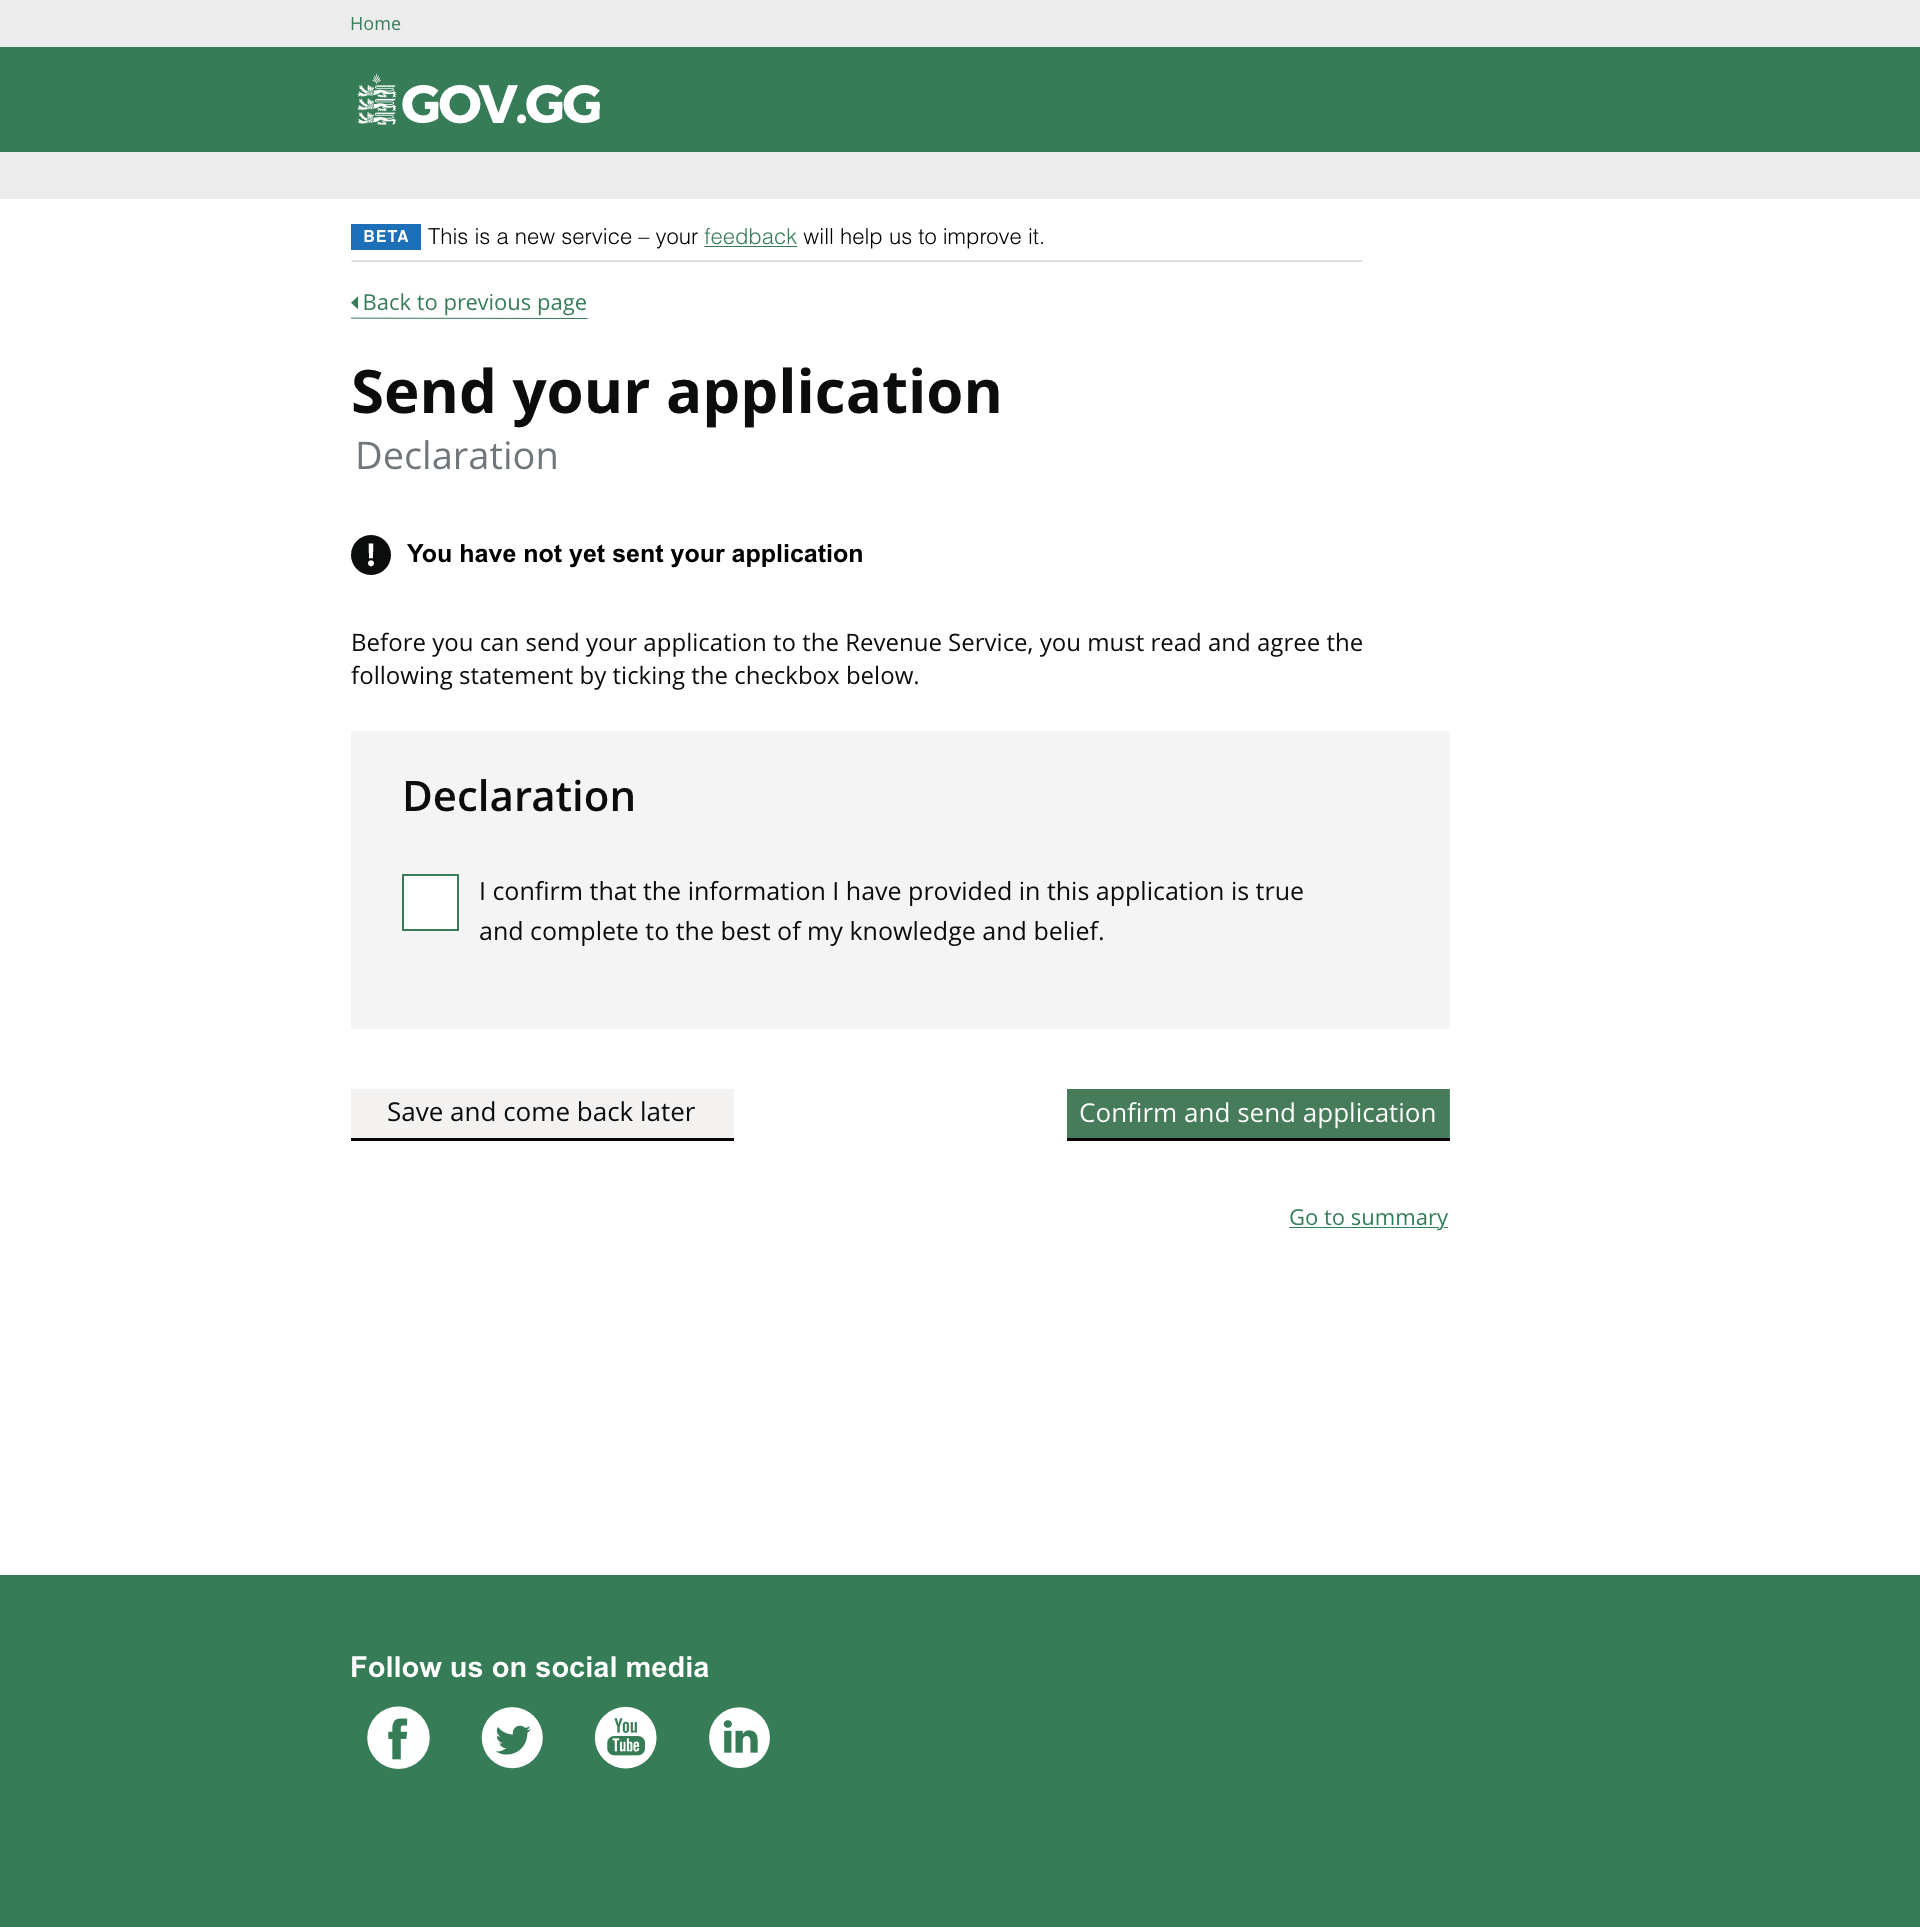 Home
GOV.GG
BETA This is a new service – your feedback will help us to improve it.
Back to previous page
Send your application
Declaration
! You have not yet sent your application
Before you can send your application to the Revenue Service, you must read and agree the
following statement by ticking the checkbox below.
Declaration
I confirm that the information I have provided in this application is true
and complete to the best of my knowledge and belief.
Save and come back later
Confirm and send application
Go to summary
Follow us on social media
f
You
Tube
in